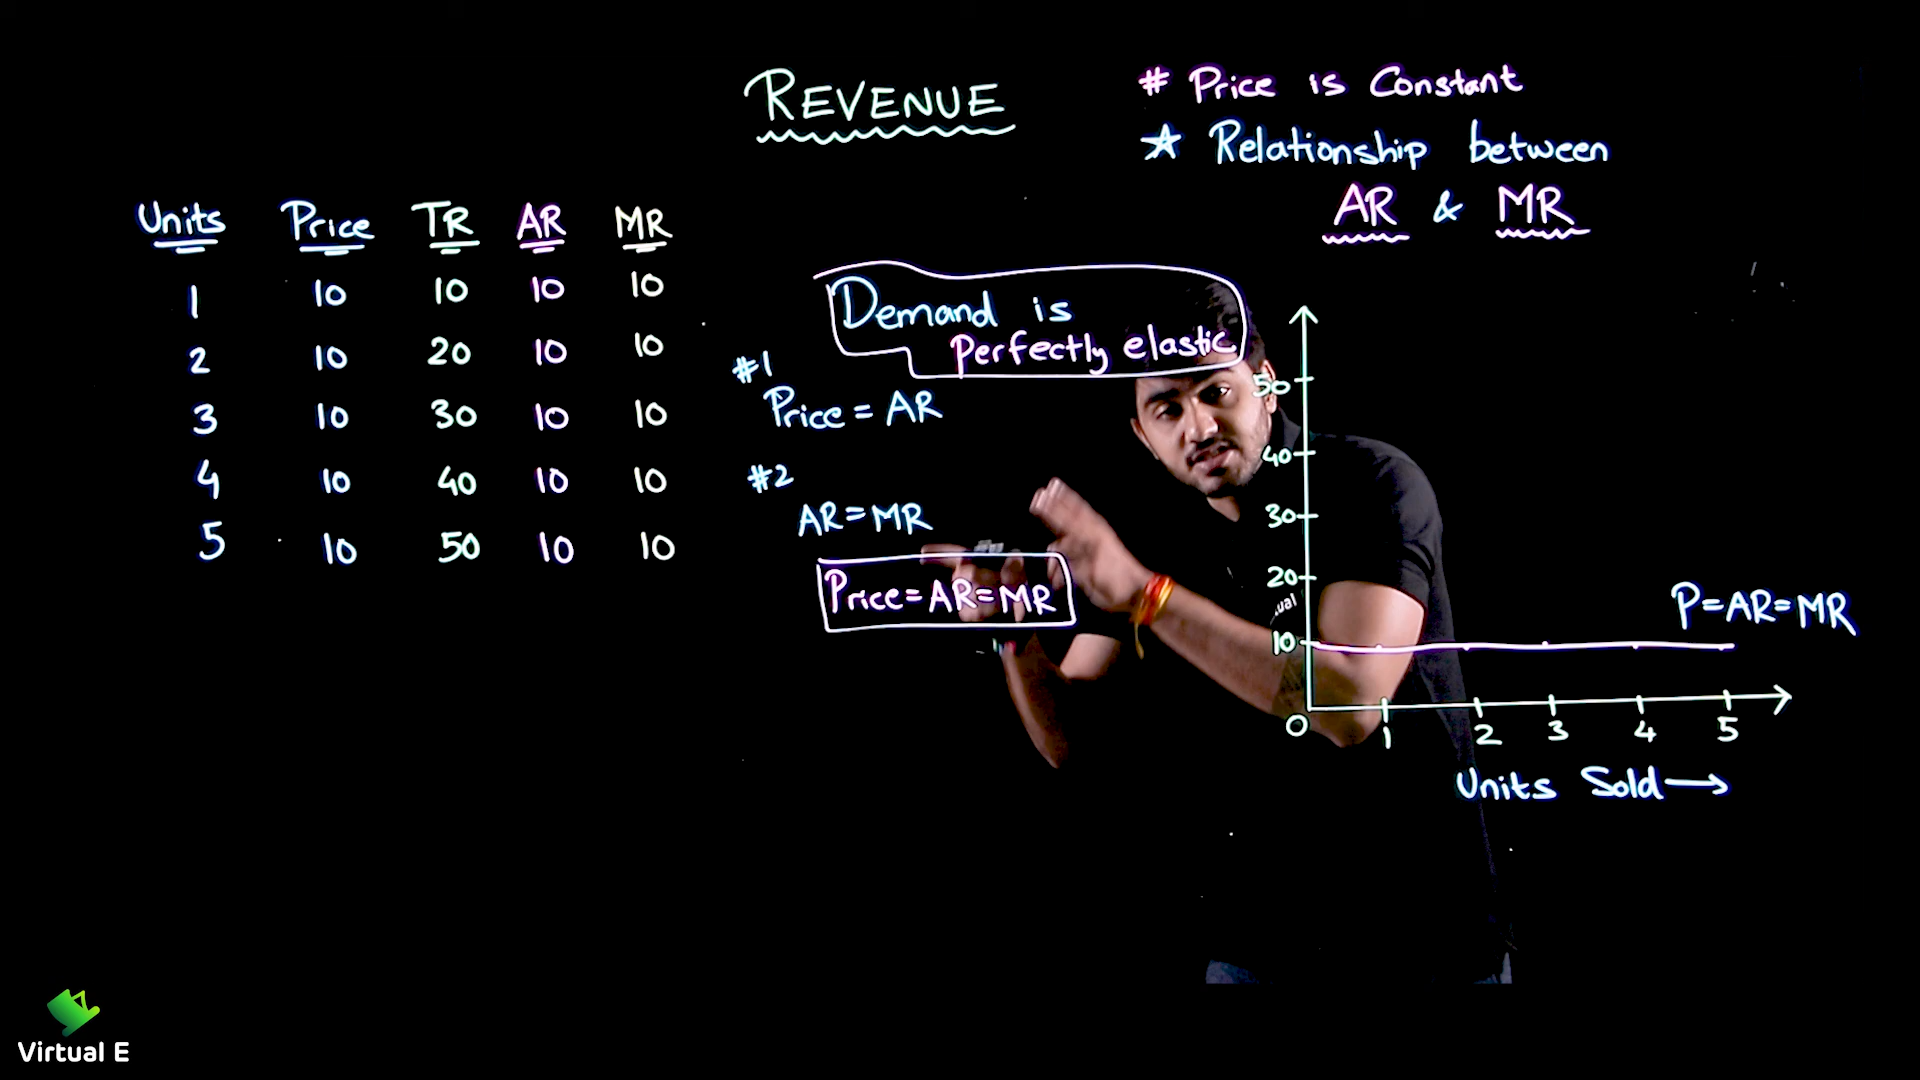 REVENUE
# Price is Constant
☆ Relationship between
AR & MR
Units Price TR AR MR
1 10 10 10 10
2 10 20 10 10
3 10 30 10 10
4 10 40 10 10
5 10 50 10 10
Demand is
perfectly elastic
#1
Price = AR
#2
AR = MR
Price = AR = MR
50
40
30
20
10
P=AR=MR
0 1 2 3 4 5
Units Sold →
Virtual E